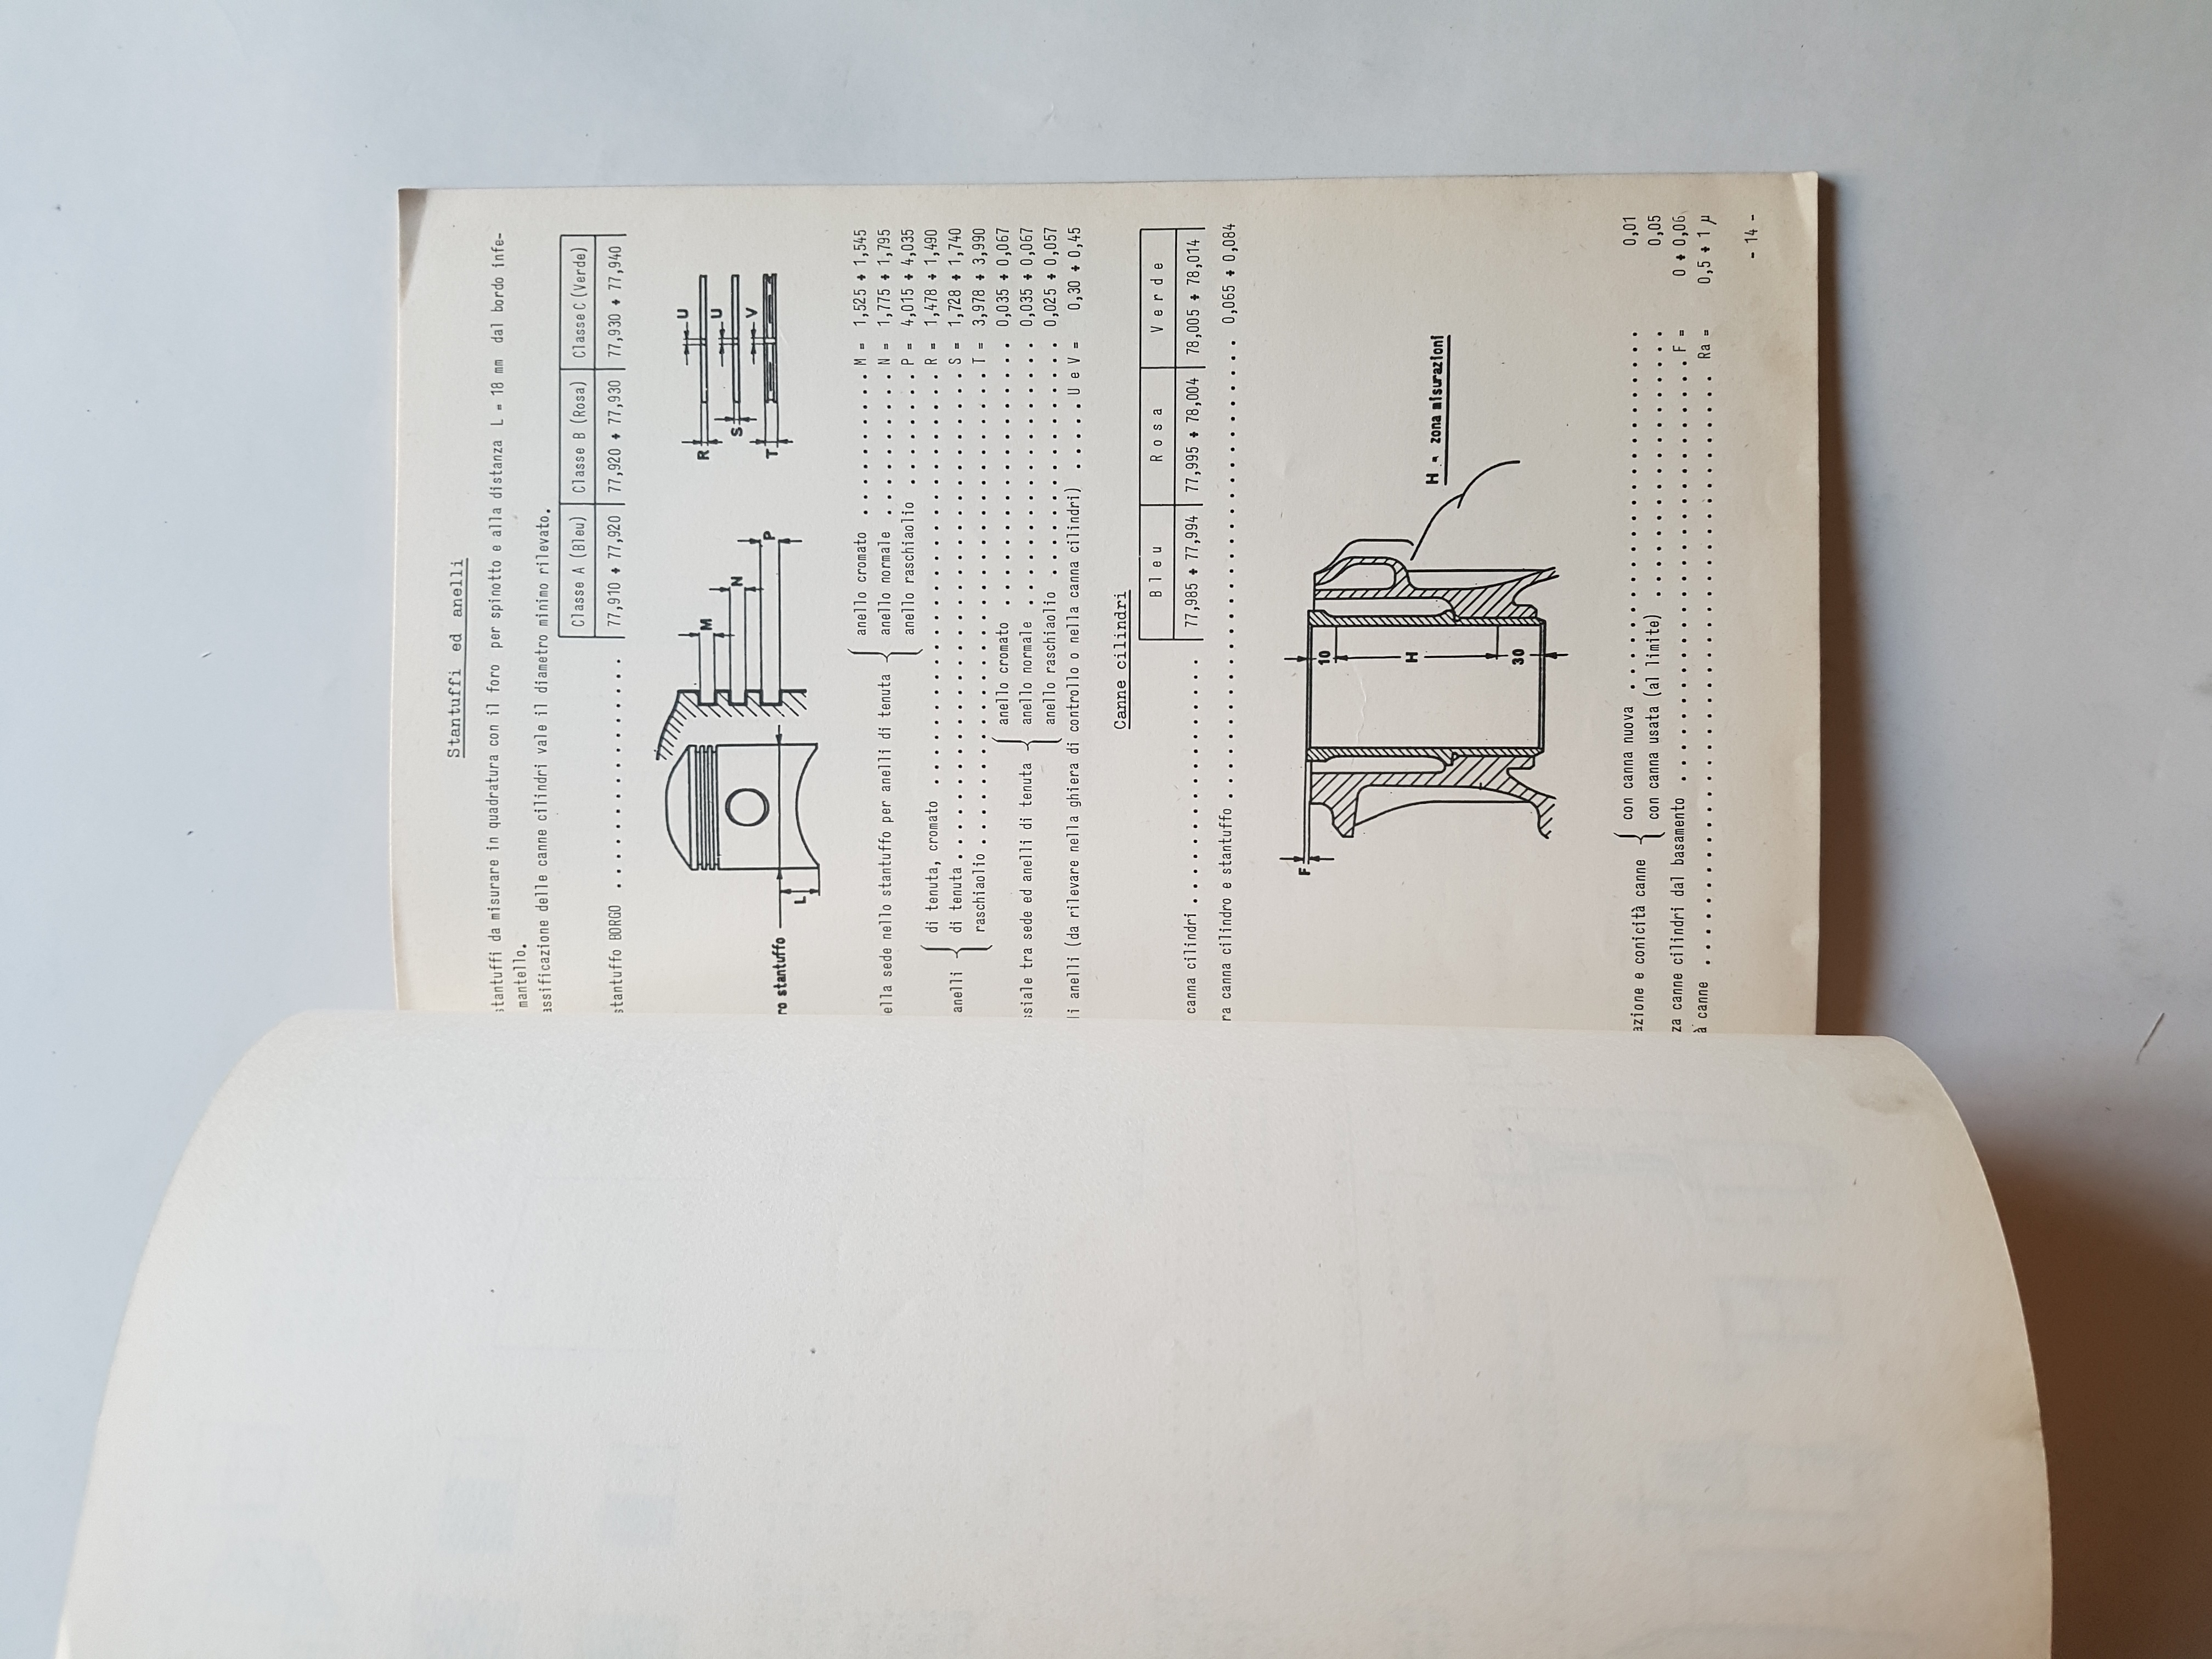 Stantuffi ed anelli
stantuffi da misurare in quadratura con il foro per spinotto e alla distanza L = 18 mm dal bordo infe-
mantello.
assificazione delle canne cilindri vale il diametro minimo rilevato.
Classe A (Bleu) Classe B (Rosa) Classe C (Verde)
stantuffo BORGO .................... 77,910 ÷ 77,920 77,920 ÷ 77,930 77,930 ÷ 77,940
M N P
R S T U U V
L
ro stantuffo
anello cromato .......... M = 1,525 ÷ 1,545
ella sede nello stantuffo per anelli di tenuta { anello normale .......... N = 1,775 ÷ 1,795
anello raschiaolio ....... P = 4,015 ÷ 4,035
di tenuta, cromato .......... R = 1,478 ÷ 1,490
anelli { di tenuta .......... S = 1,728 ÷ 1,740
raschiaolio .......... T = 3,978 ÷ 3,990
anello cromato .......... 0,035 ÷ 0,067
ssiale tra sede ed anelli di tenuta { anello normale .......... 0,035 ÷ 0,067
anello raschiaolio .......... 0,025 ÷ 0,057
li anelli (da rilevare nella ghiera di controllo o nella canna cilindri) ..... U e V = 0,30 ÷ 0,45
Canne cilindri
Bleu Rosa Verde
canna cilindri .................... 77,985 ÷ 77,994 77,995 ÷ 78,004 78,005 ÷ 78,014
ra canna cilindro e stantuffo .................... 0,065 ÷ 0,084
F
10
H
30
H = zona misurazioni
azione e conicità canne { con canna nuova .................... 0,01
con canna usata (al limite) .................... 0,05
za canne cilindri dal basamento .................... F = 0 ÷ 0,06
à canne .................... Ra = 0,5 ÷ 1 µ
- 14 -